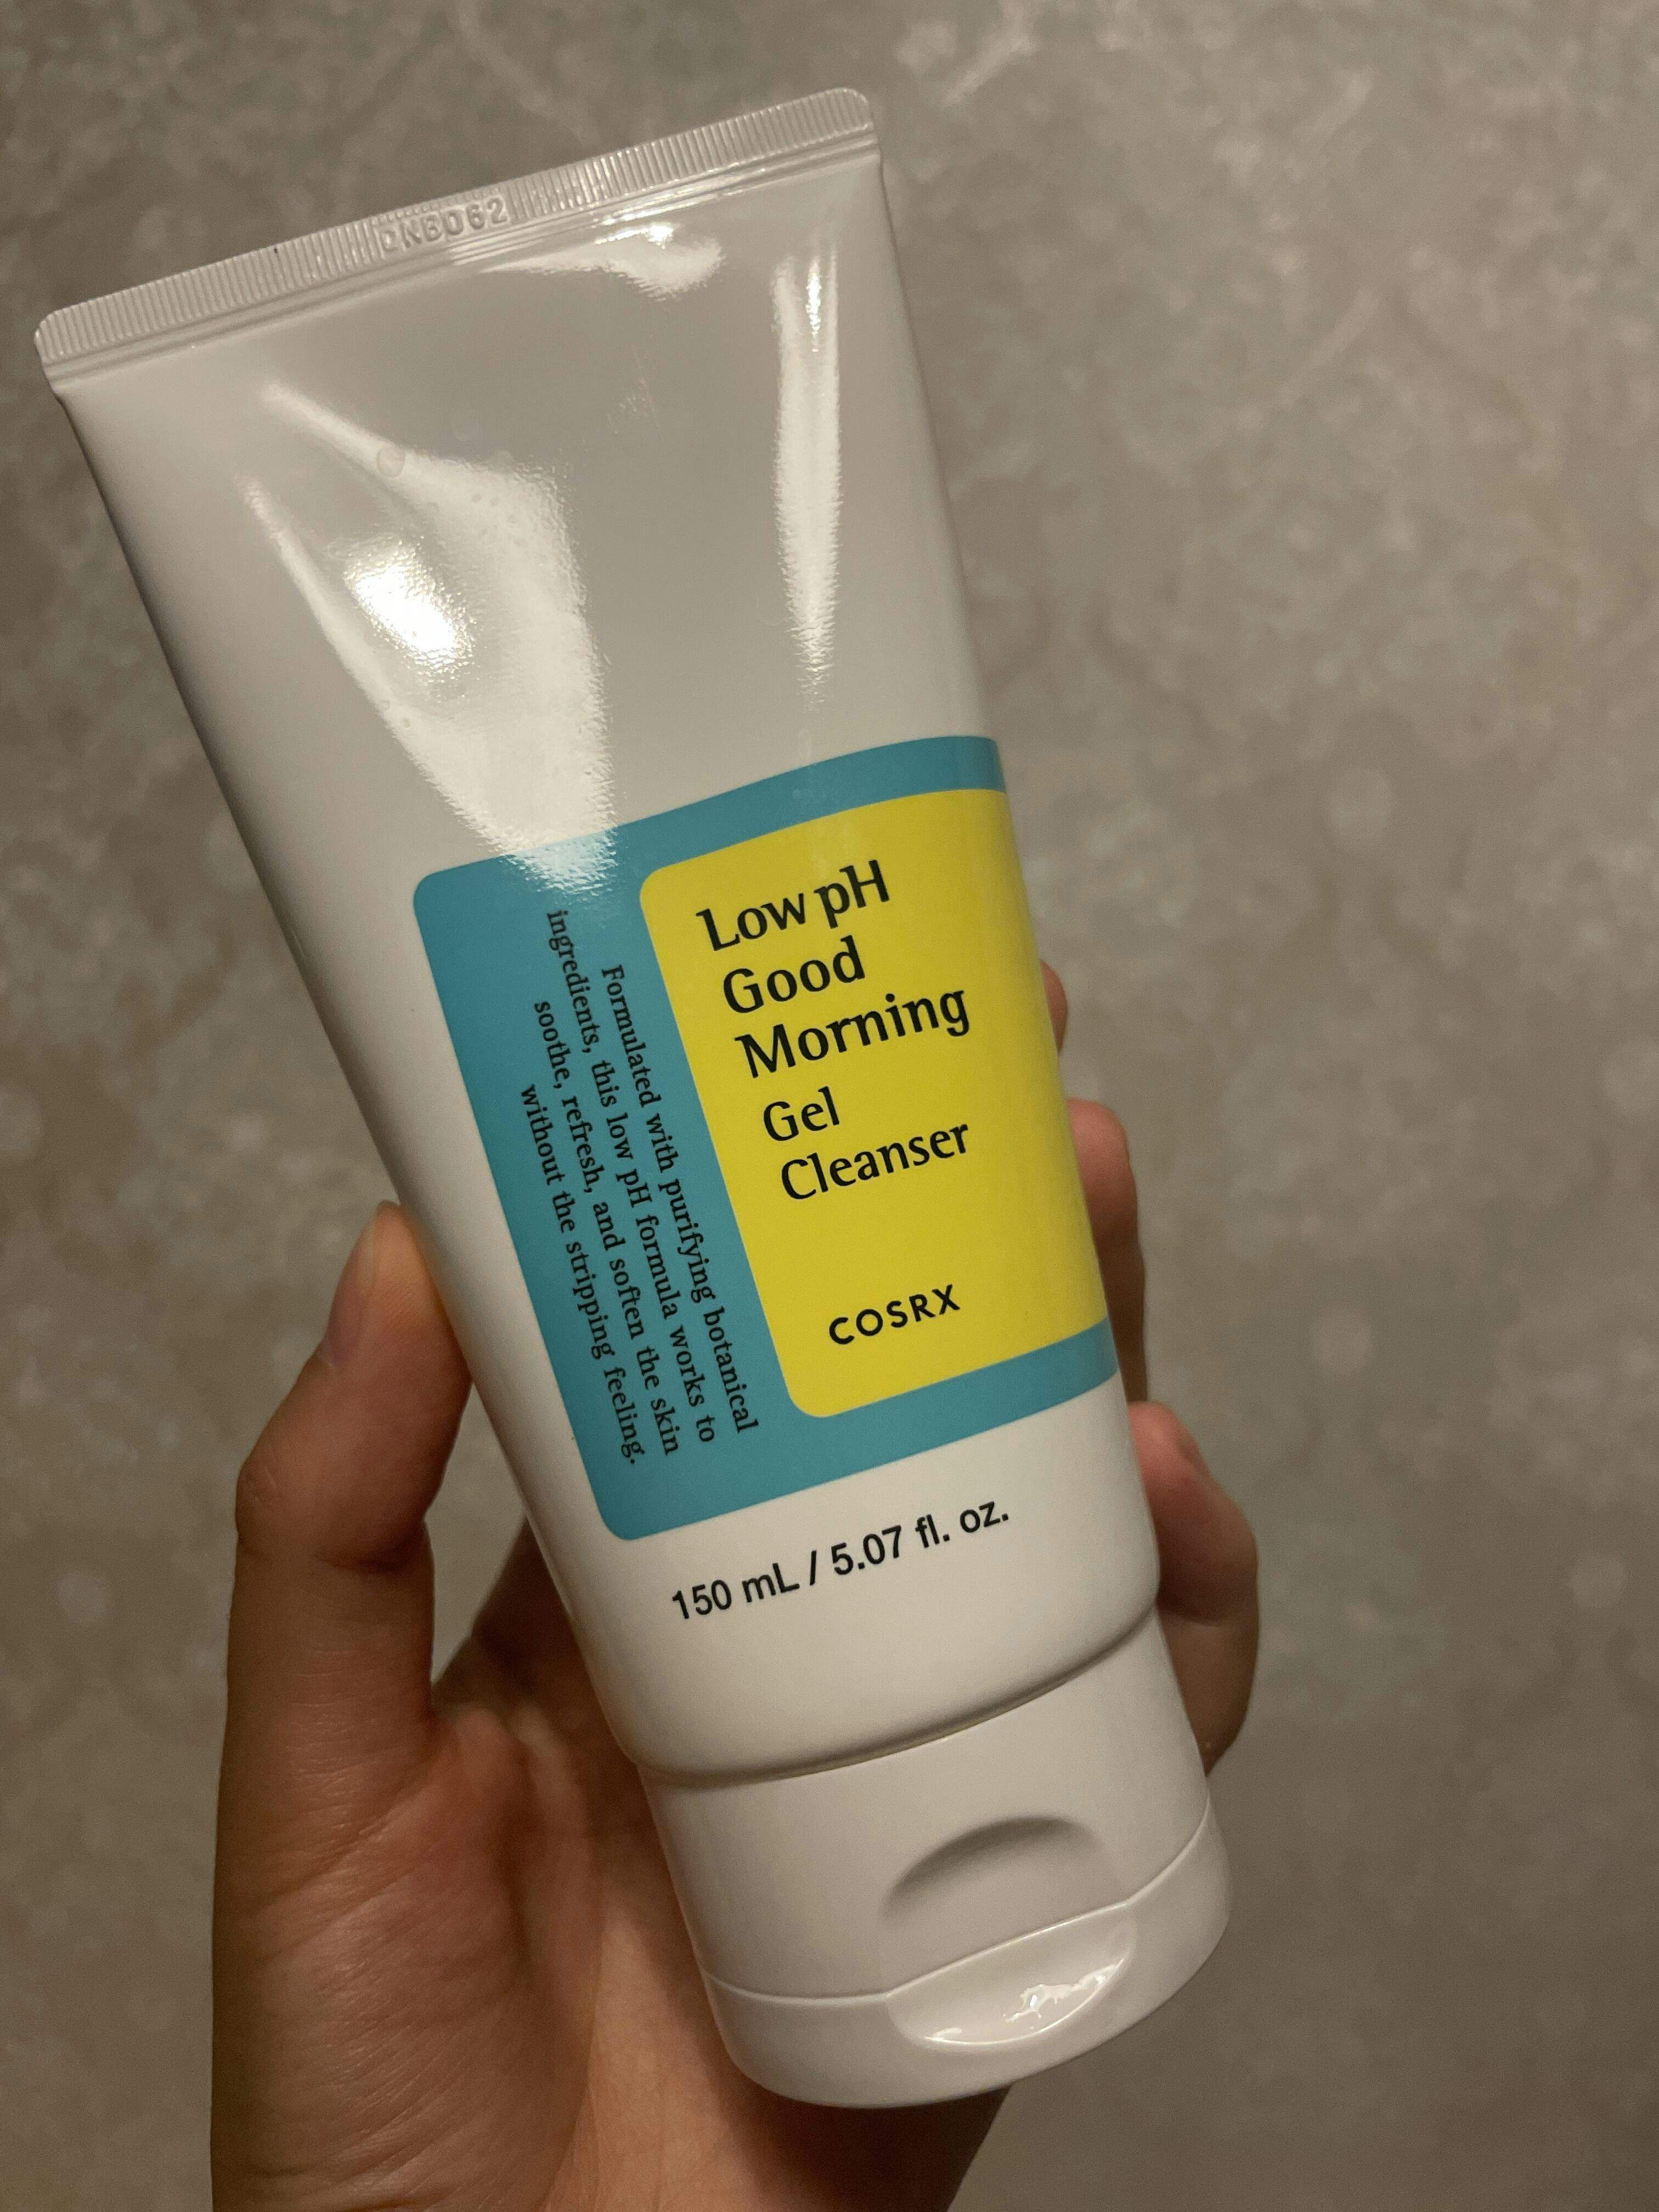 Low pH
Good
Morning
Gel
Cleanser
COSRX
Formulated with purifying botanical
ingredients, this low pH formula works to
soothe, refresh, and soften the skin
without the stripping feeling.
150 mL / 5.07 fl. oz.